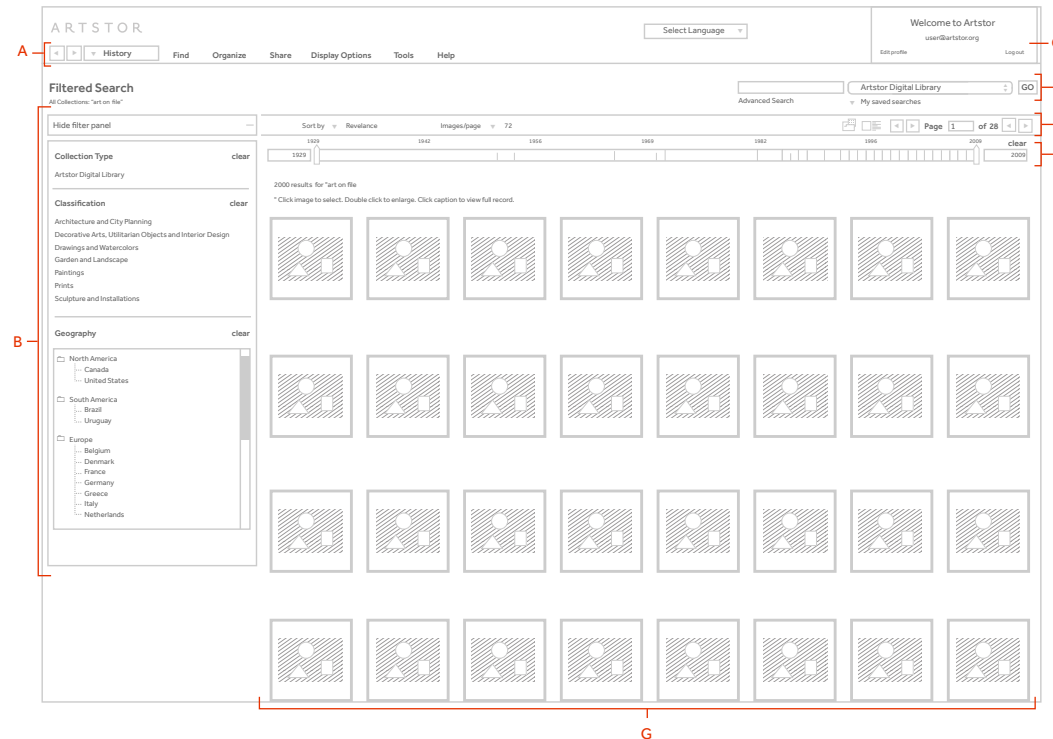 ARTSTOR
Select Language
Welcome to Artstor
user@artstor.org
Edit profile
Log out
A
History
Find
Organize
Share
Display Options
Tools
Help
Filtered Search
All Collections: "art on file"
Artstor Digital Library
GO
Advanced Search
My saved searches
B
Hide filter panel
Sort by
Revelance
Images/page
72
Page 1 of 28
Collection Type
clear
Artstor Digital Library
Classification
clear
Architecture and City Planning
Decorative Arts, Utilitarian Objects and Interior Design
Drawings and Watercolors
Garden and Landscape
Paintings
Prints
Sculpture and Installations
Geography
clear
North America
Canada
United States
South America
Brazil
Uruguay
Europe
Belgium
Denmark
France
Germany
Greece
Italy
Netherlands
1929 1942 1956 1969 1982 1996 2009
clear
1929
2009
2000 results for "art on file
* Click image to select. Double click to enlarge. Click caption to view full record.
G